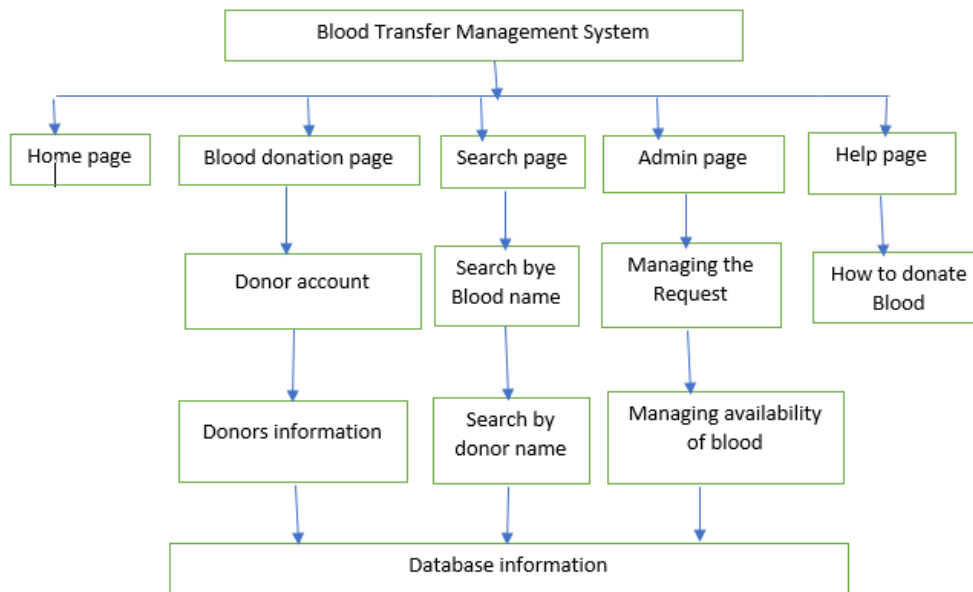 Blood Transfer Management System
Home page
Blood donation page
Search page
Admin page
Help page
Donor account
Search bye
Blood name
Managing the
Request
How to donate
Blood
Donors information
Search by
donor name
Managing availability
of blood
Database information